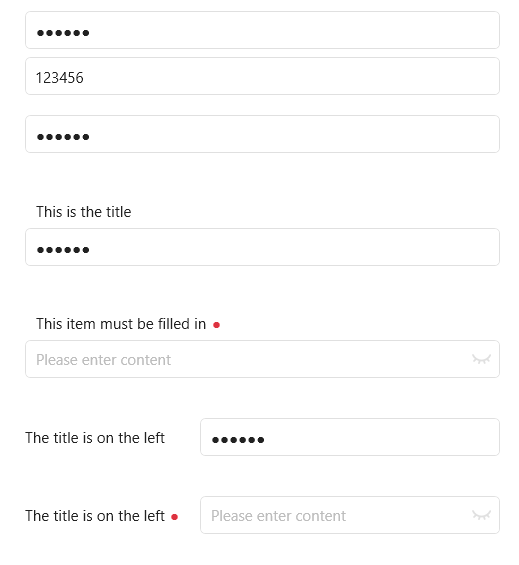 ●●●●●●
123456
●●●●●●
This is the title
●●●●●●
This item must be filled in ●
Please enter content
The title is on the left ●●●●●●
The title is on the left ● Please enter content